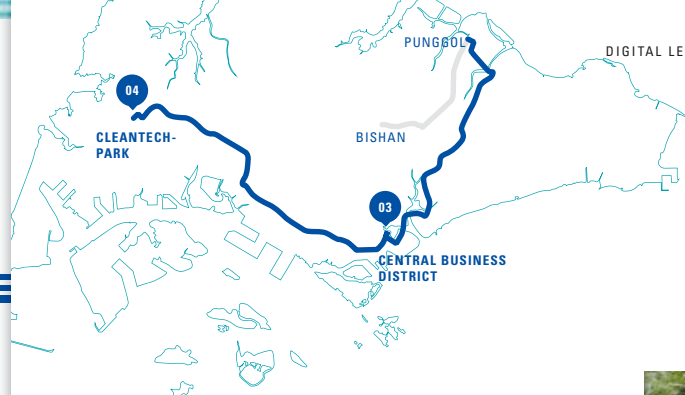 PUNGGOL
DIGITAL LE
04
CLEANTECH-
PARK
BISHAN
03
CENTRAL BUSINESS
DISTRICT